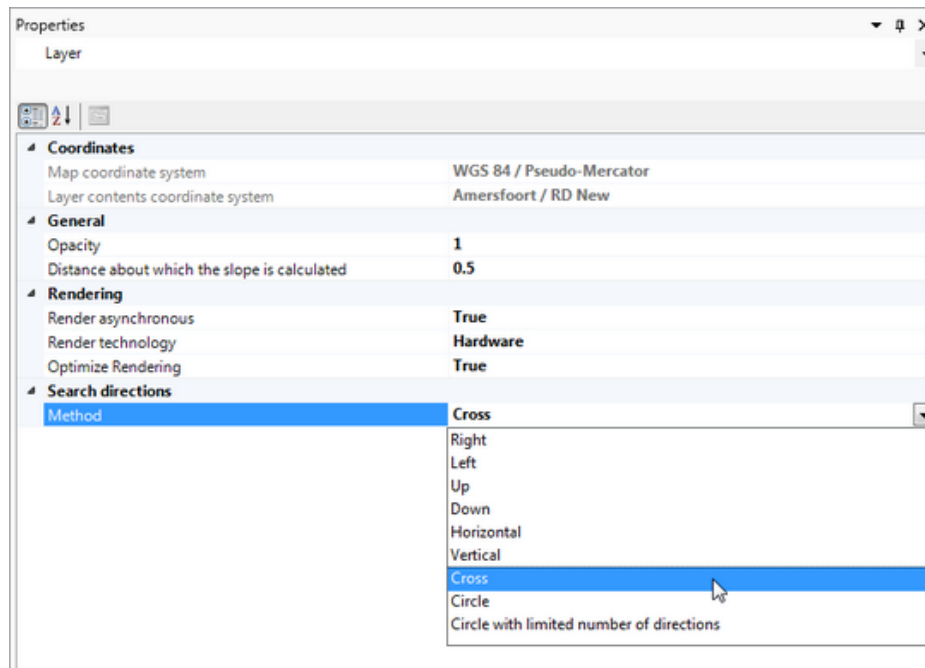 Properties
Layer
Coordinates
Map coordinate system WGS 84 / Pseudo-Mercator
Layer contents coordinate system Amersfoort / RD New
General
Opacity 1
Distance about which the slope is calculated 0.5
Rendering
Render asynchronous True
Render technology Hardware
Optimize Rendering True
Search directions
Method Cross
Right
Left
Up
Down
Horizontal
Vertical
Cross
Circle
Circle with limited number of directions